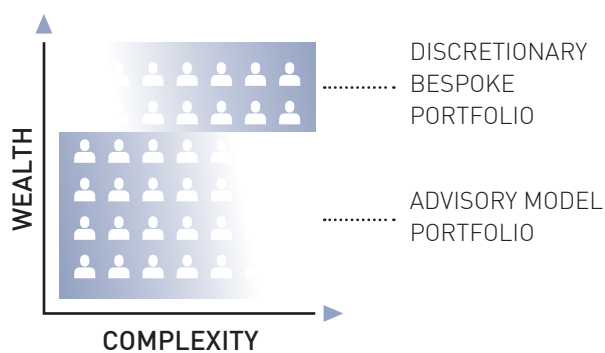 DISCRETIONARY
BESPOKE
PORTFOLIO
WEALTH
ADVISORY MODEL
PORTFOLIO
COMPLEXITY